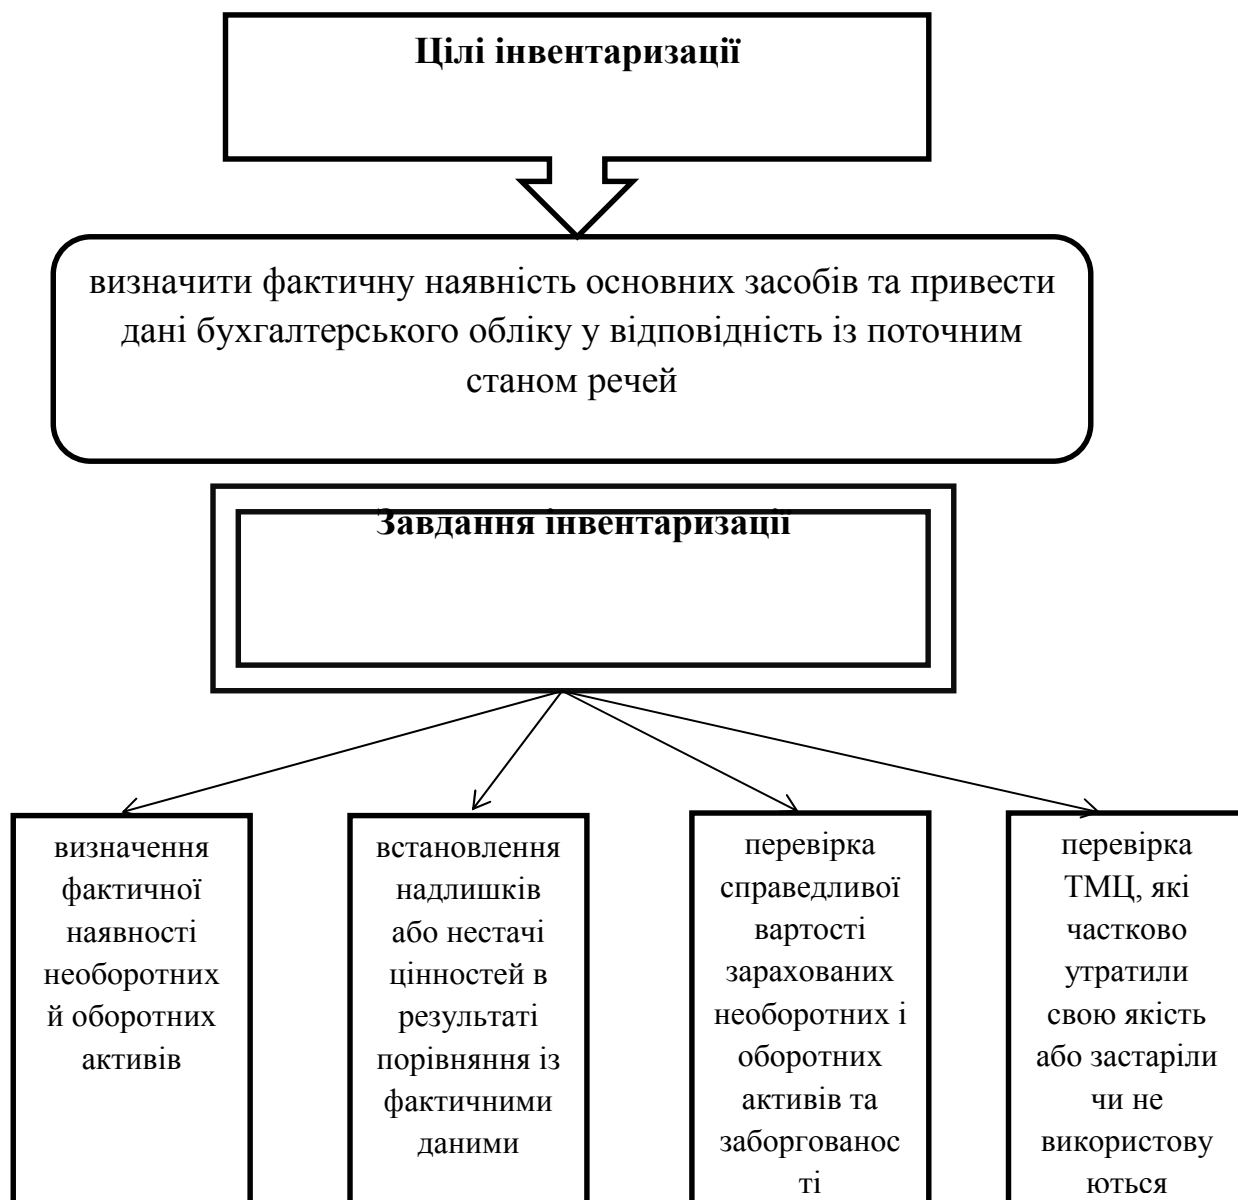 Цілі інвентаризації
визначити фактичну наявність основних засобів та привести
дані бухгалтерського обліку у відповідність із поточним
станом речей
Завдання інвентаризації
визначення
фактичної
наявності
необоротних
й оборотних
активів
встановлення
надлишків
або нестачі
цінностей в
результаті
порівняння із
фактичними
даними
перевірка
справедливої
вартості
зарахованих
необоротних і
оборотних
активів та
заборгованос
ті
перевірка
ТМЦ, які
частково
утратили
свою якість
або застаріли
чи не
використову
ються